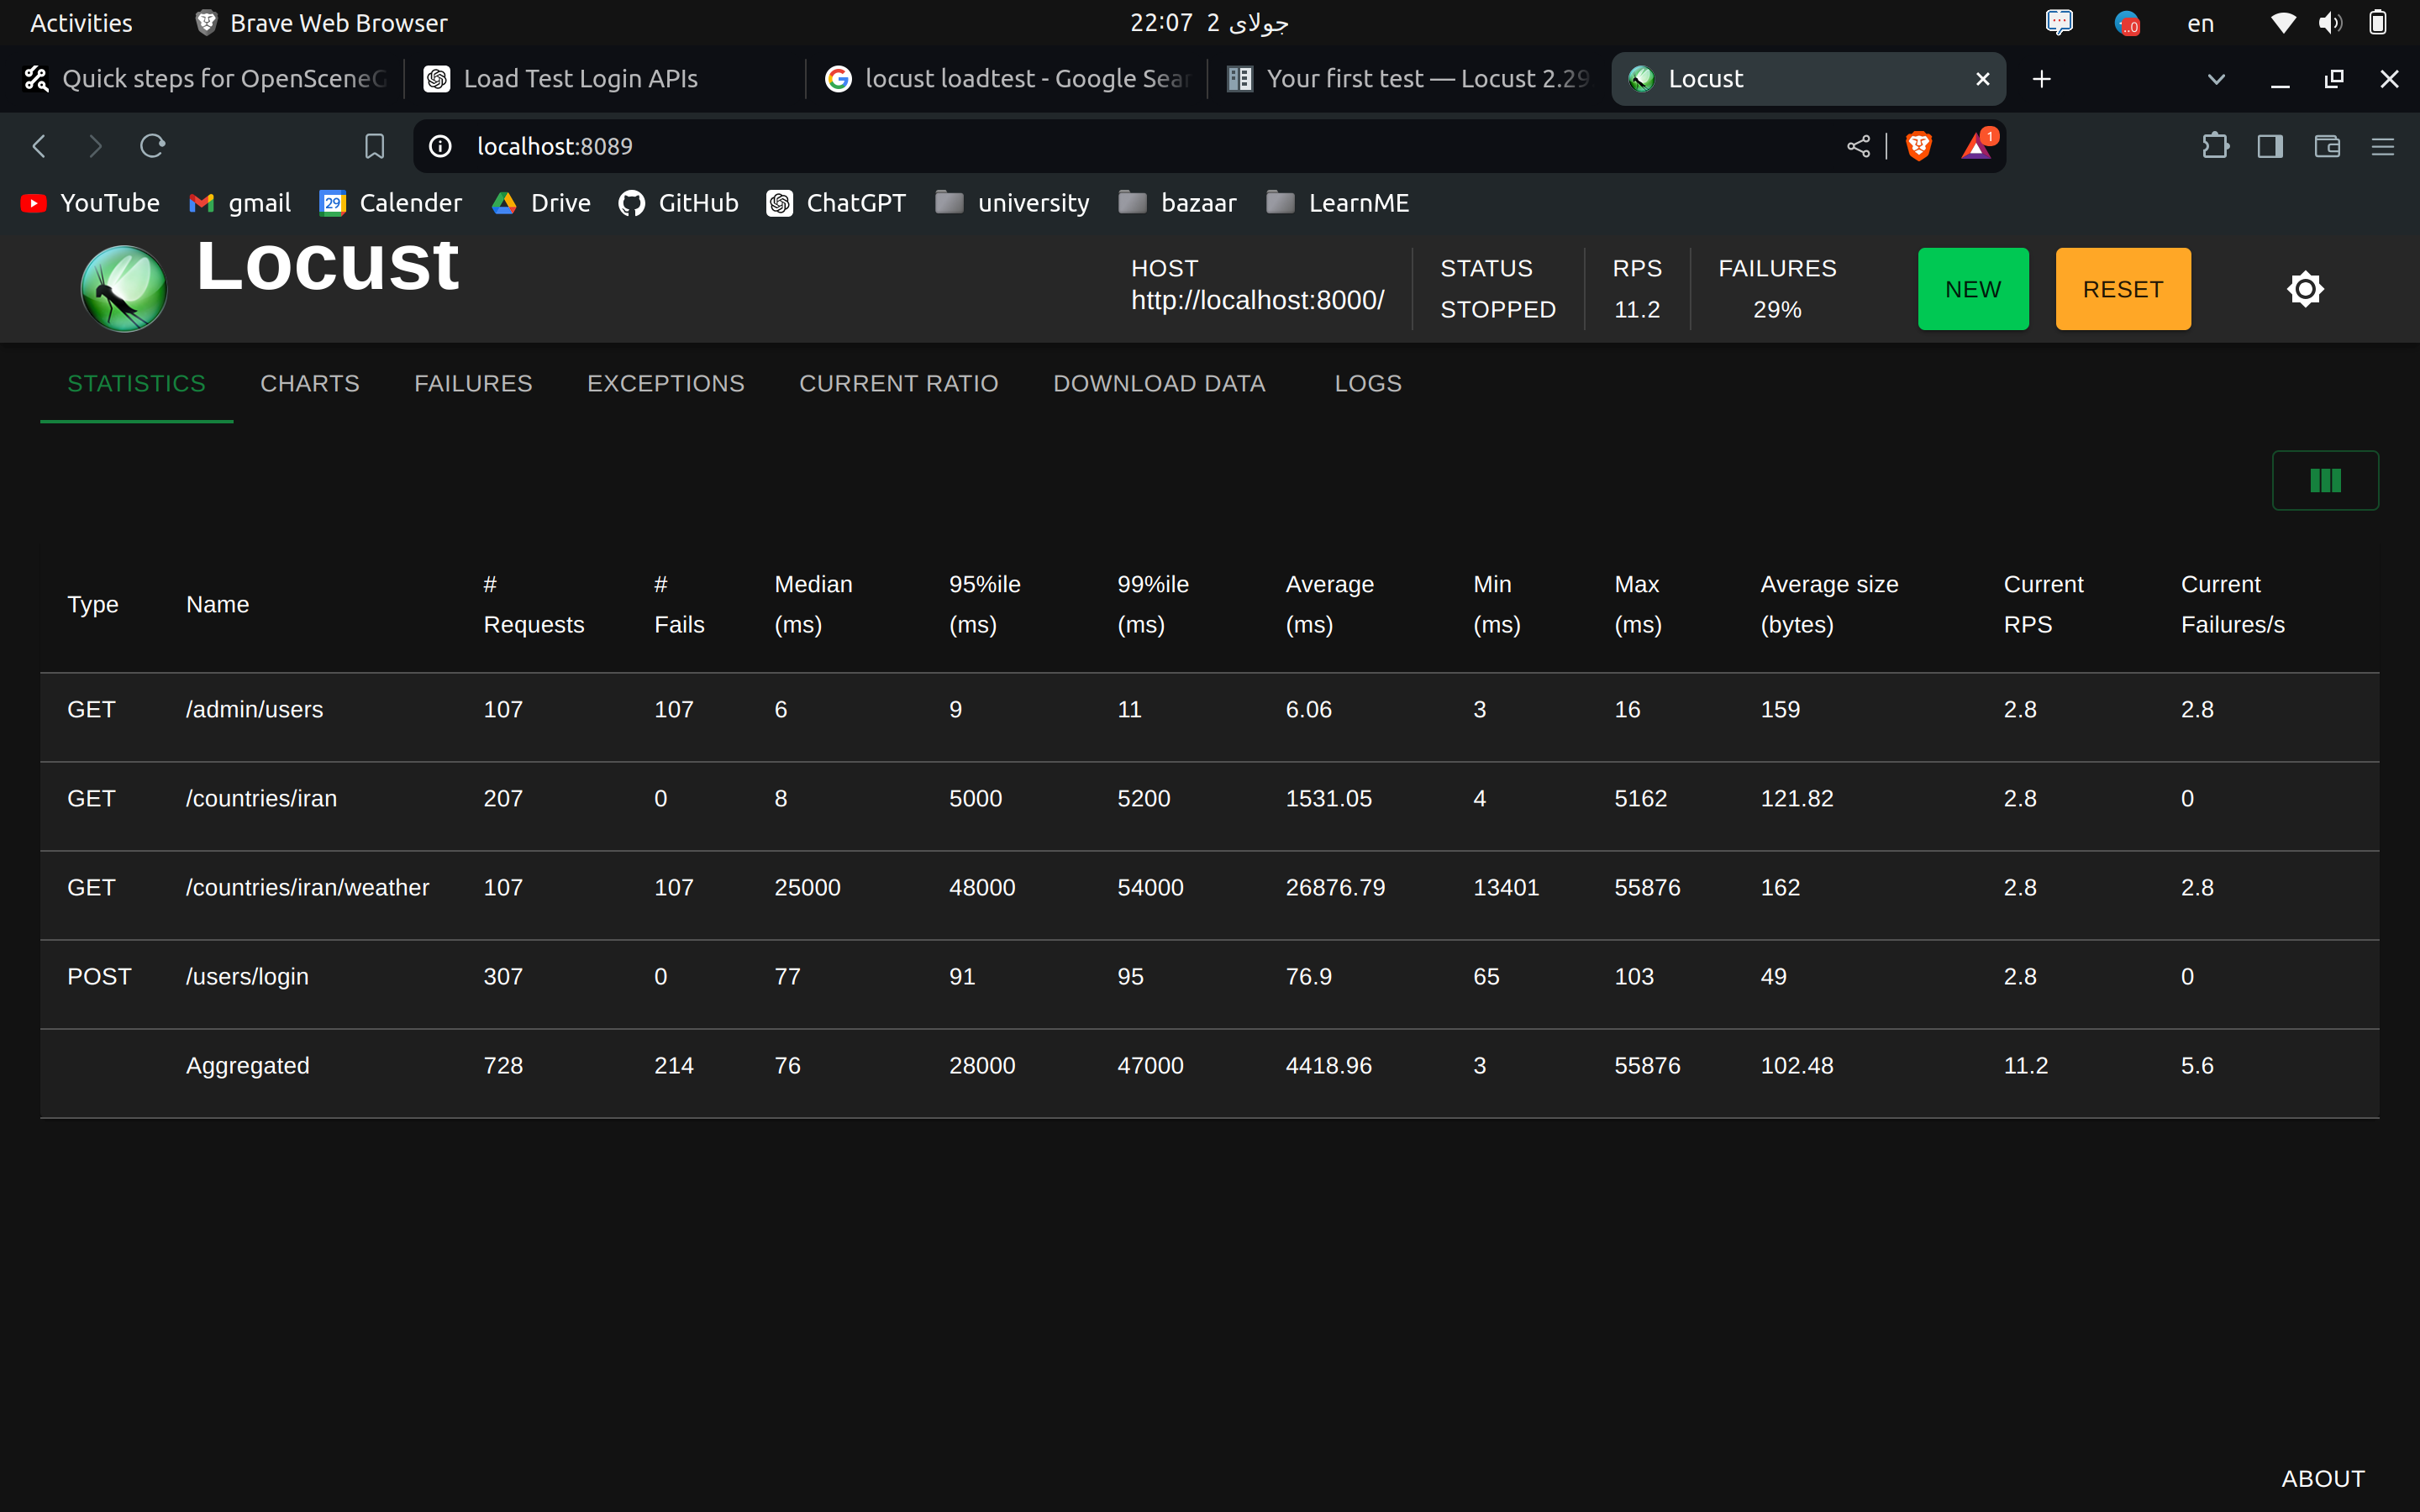 Activities Brave Web Browser 22:07 2 جولای en
Quick steps for OpenScene Load Test Login APIs locust loadtest - Google Sear Your first test — Locust 2.29 Locust
localhost:8089 1
YouTube gmail 29 Calender Drive GitHub ChatGPT university bazaar LearnME
Locust
HOST STATUS RPS FAILURES
http://localhost:8000/ STOPPED 11.2 29% NEW RESET
STATISTICS CHARTS FAILURES EXCEPTIONS CURRENT RATIO DOWNLOAD DATA LOGS
Type Name # Requests # Fails Median (ms) 95%ile (ms) 99%ile (ms) Average (ms) Min (ms) Max (ms) Average size (bytes) Current RPS Current Failures/s
GET /admin/users 107 107 6 9 11 6.06 3 16 159 2.8 2.8
GET /countries/iran 207 0 8 5000 5200 1531.05 4 5162 121.82 2.8 0
GET /countries/iran/weather 107 107 25000 48000 54000 26876.79 13401 55876 162 2.8 2.8
POST /users/login 307 0 77 91 95 76.9 65 103 49 2.8 0
Aggregated 728 214 76 28000 47000 4418.96 3 55876 102.48 11.2 5.6
ABOUT